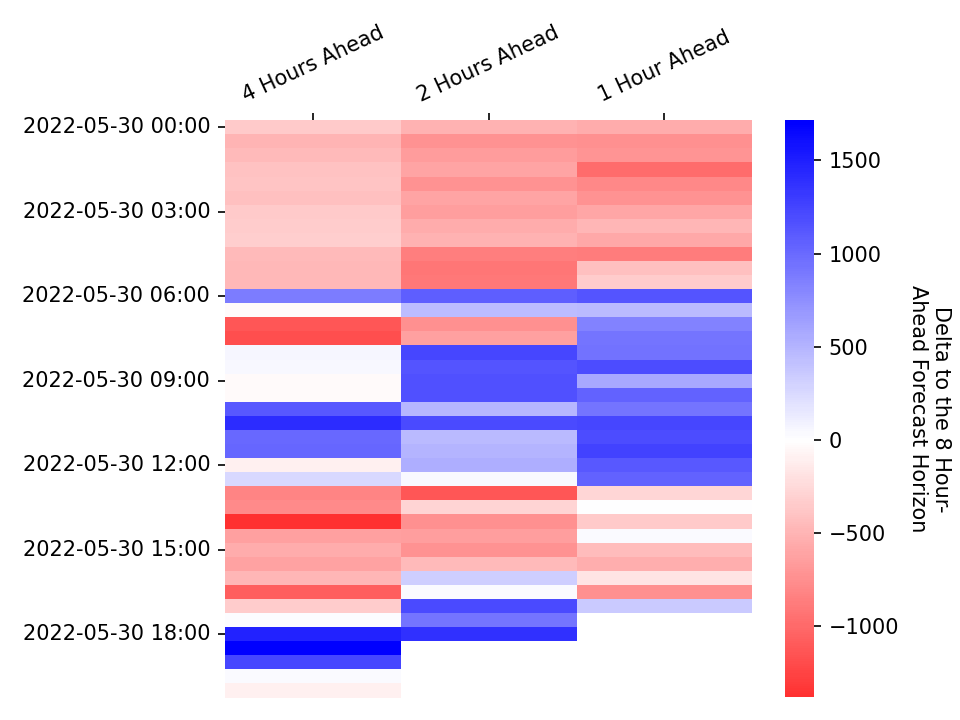 4 Hours Ahead
2 Hours Ahead
1 Hour Ahead
2022-05-30 00:00
2022-05-30 03:00
2022-05-30 06:00
2022-05-30 09:00
2022-05-30 12:00
2022-05-30 15:00
2022-05-30 18:00
1500
1000
500
0
−500
−1000
Delta to the 8 Hour-
Ahead Forecast Horizon